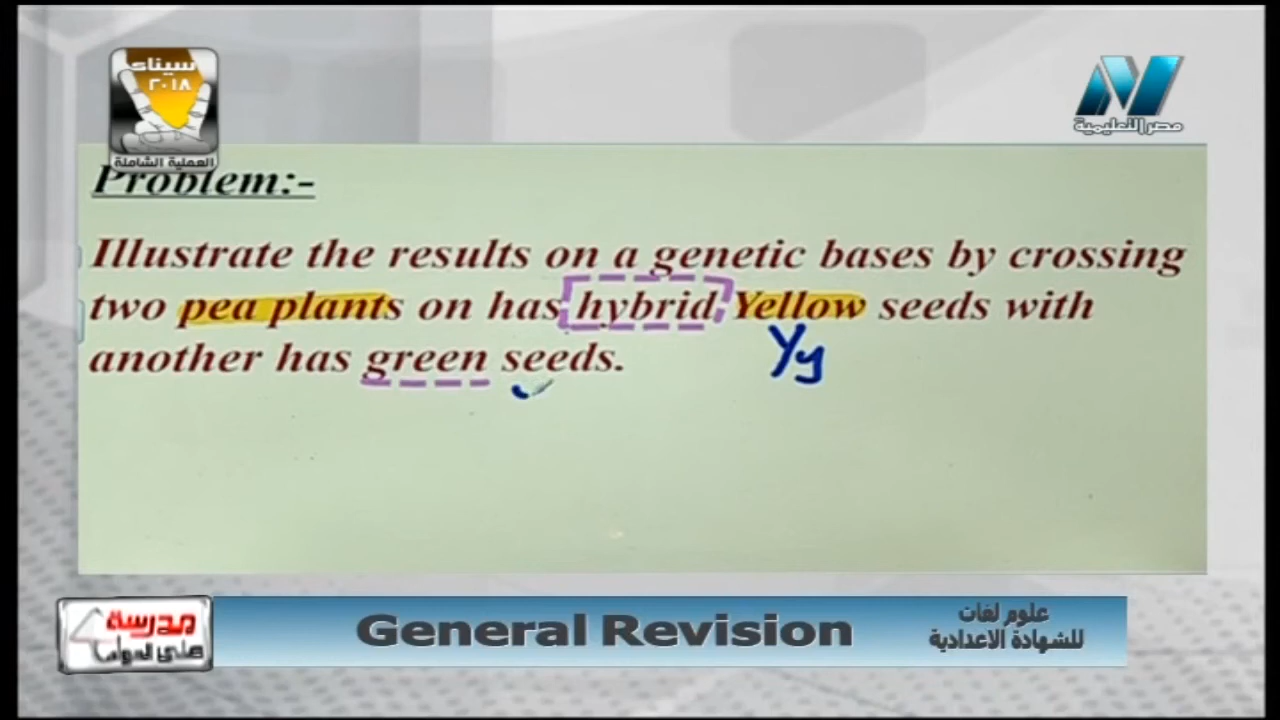 سيناء
٢٠١٨
العملية الشاملة
مصر التعليمية
Problem:-
Illustrate the results on a genetic bases by crossing
two pea plants on has hybrid Yellow seeds with
another has green seeds.
Yy
مدرسة
على الهواء
General Revision
علوم لغات
للشهادة الاعدادية